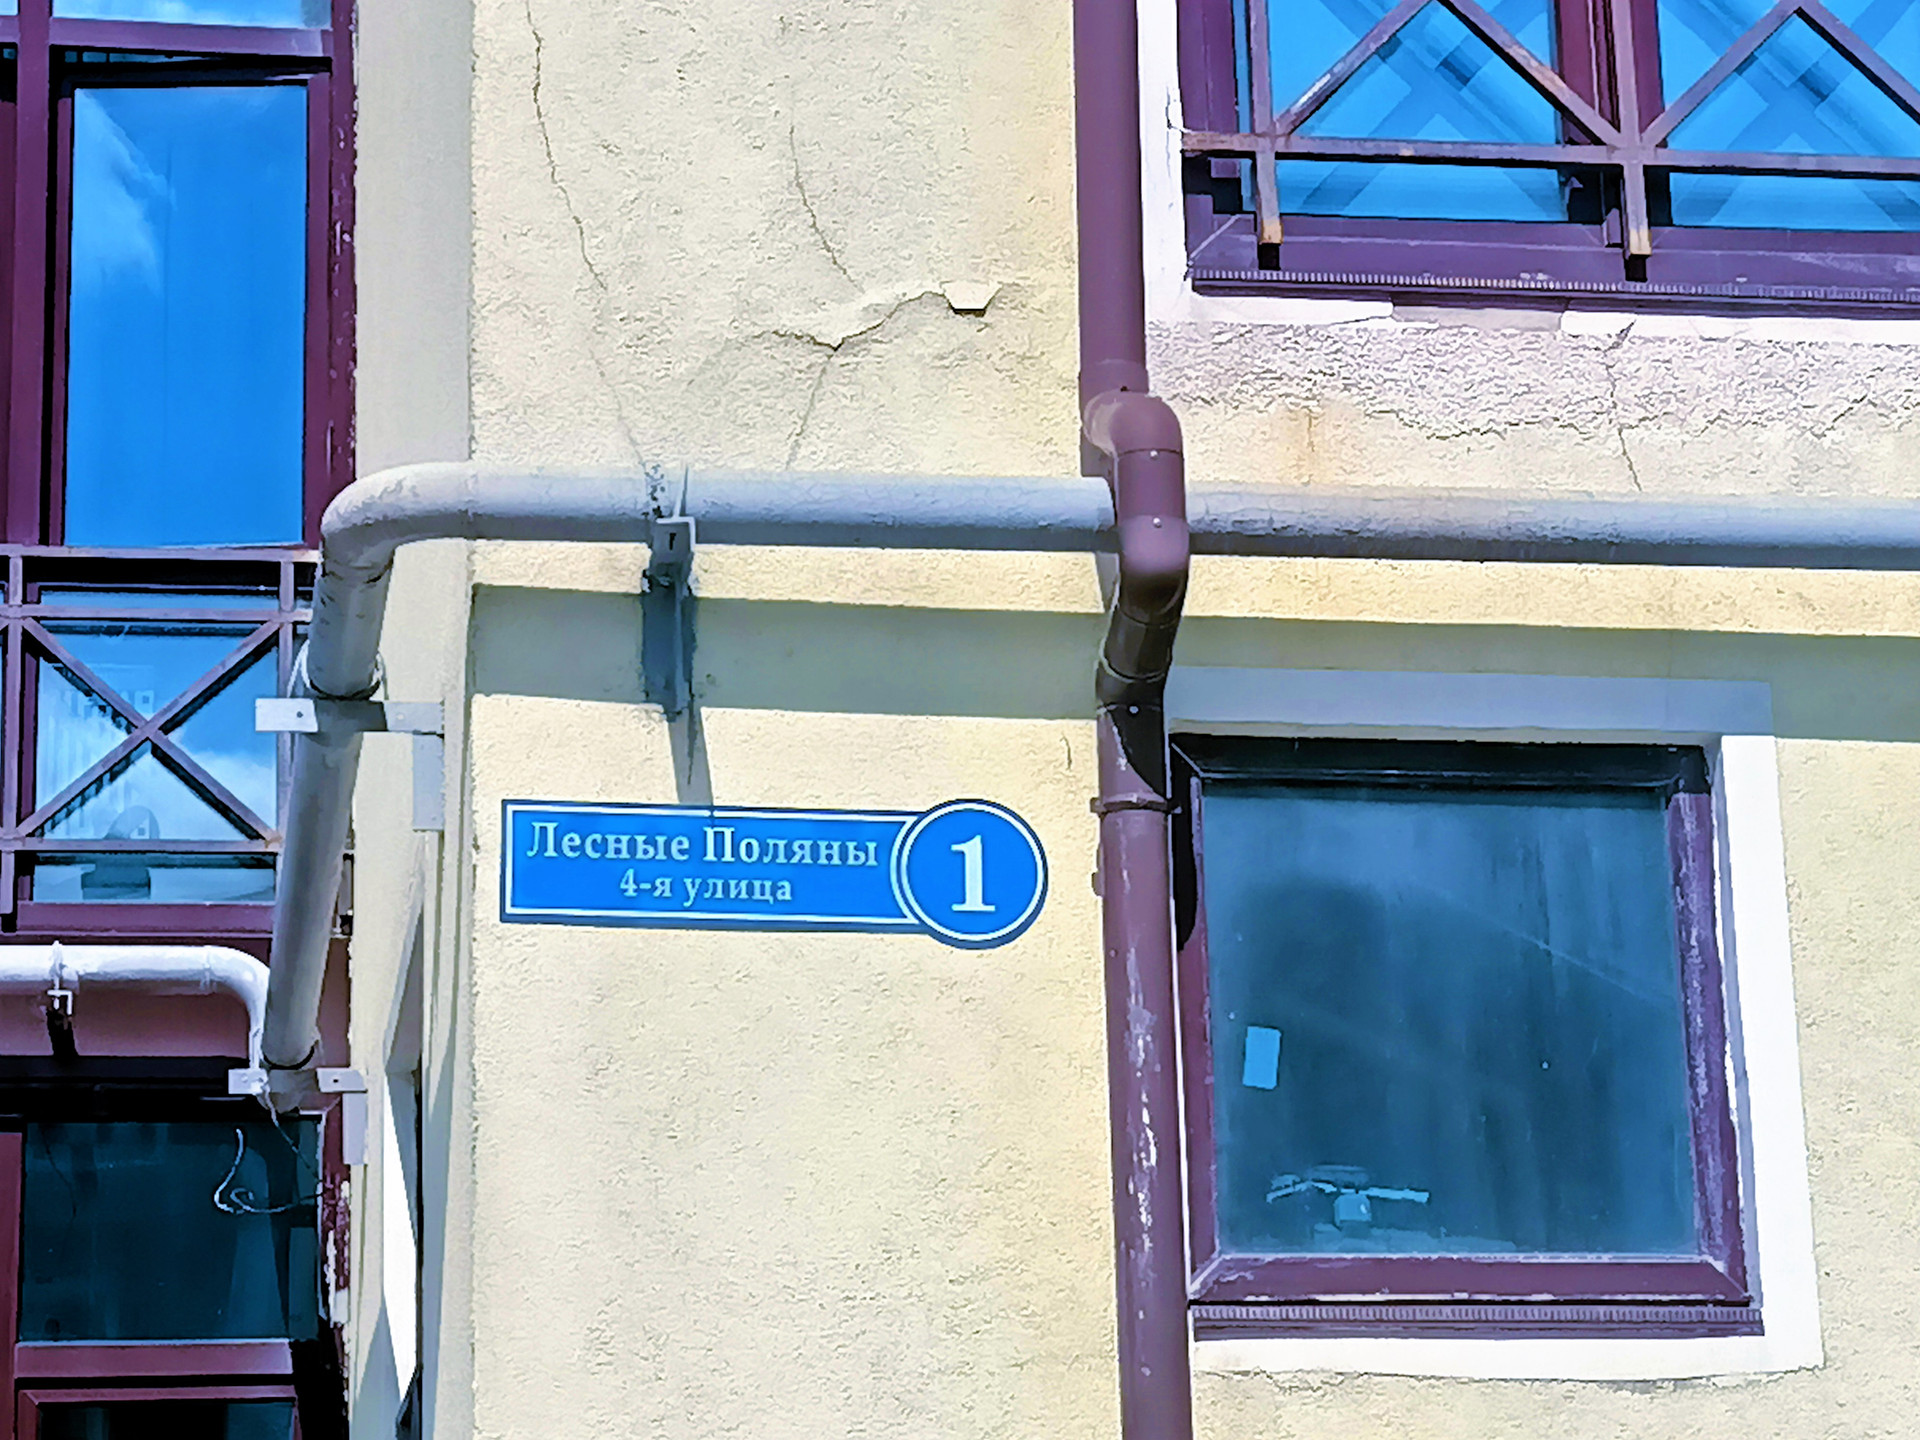 Лесные Поляны
4-я улица
1